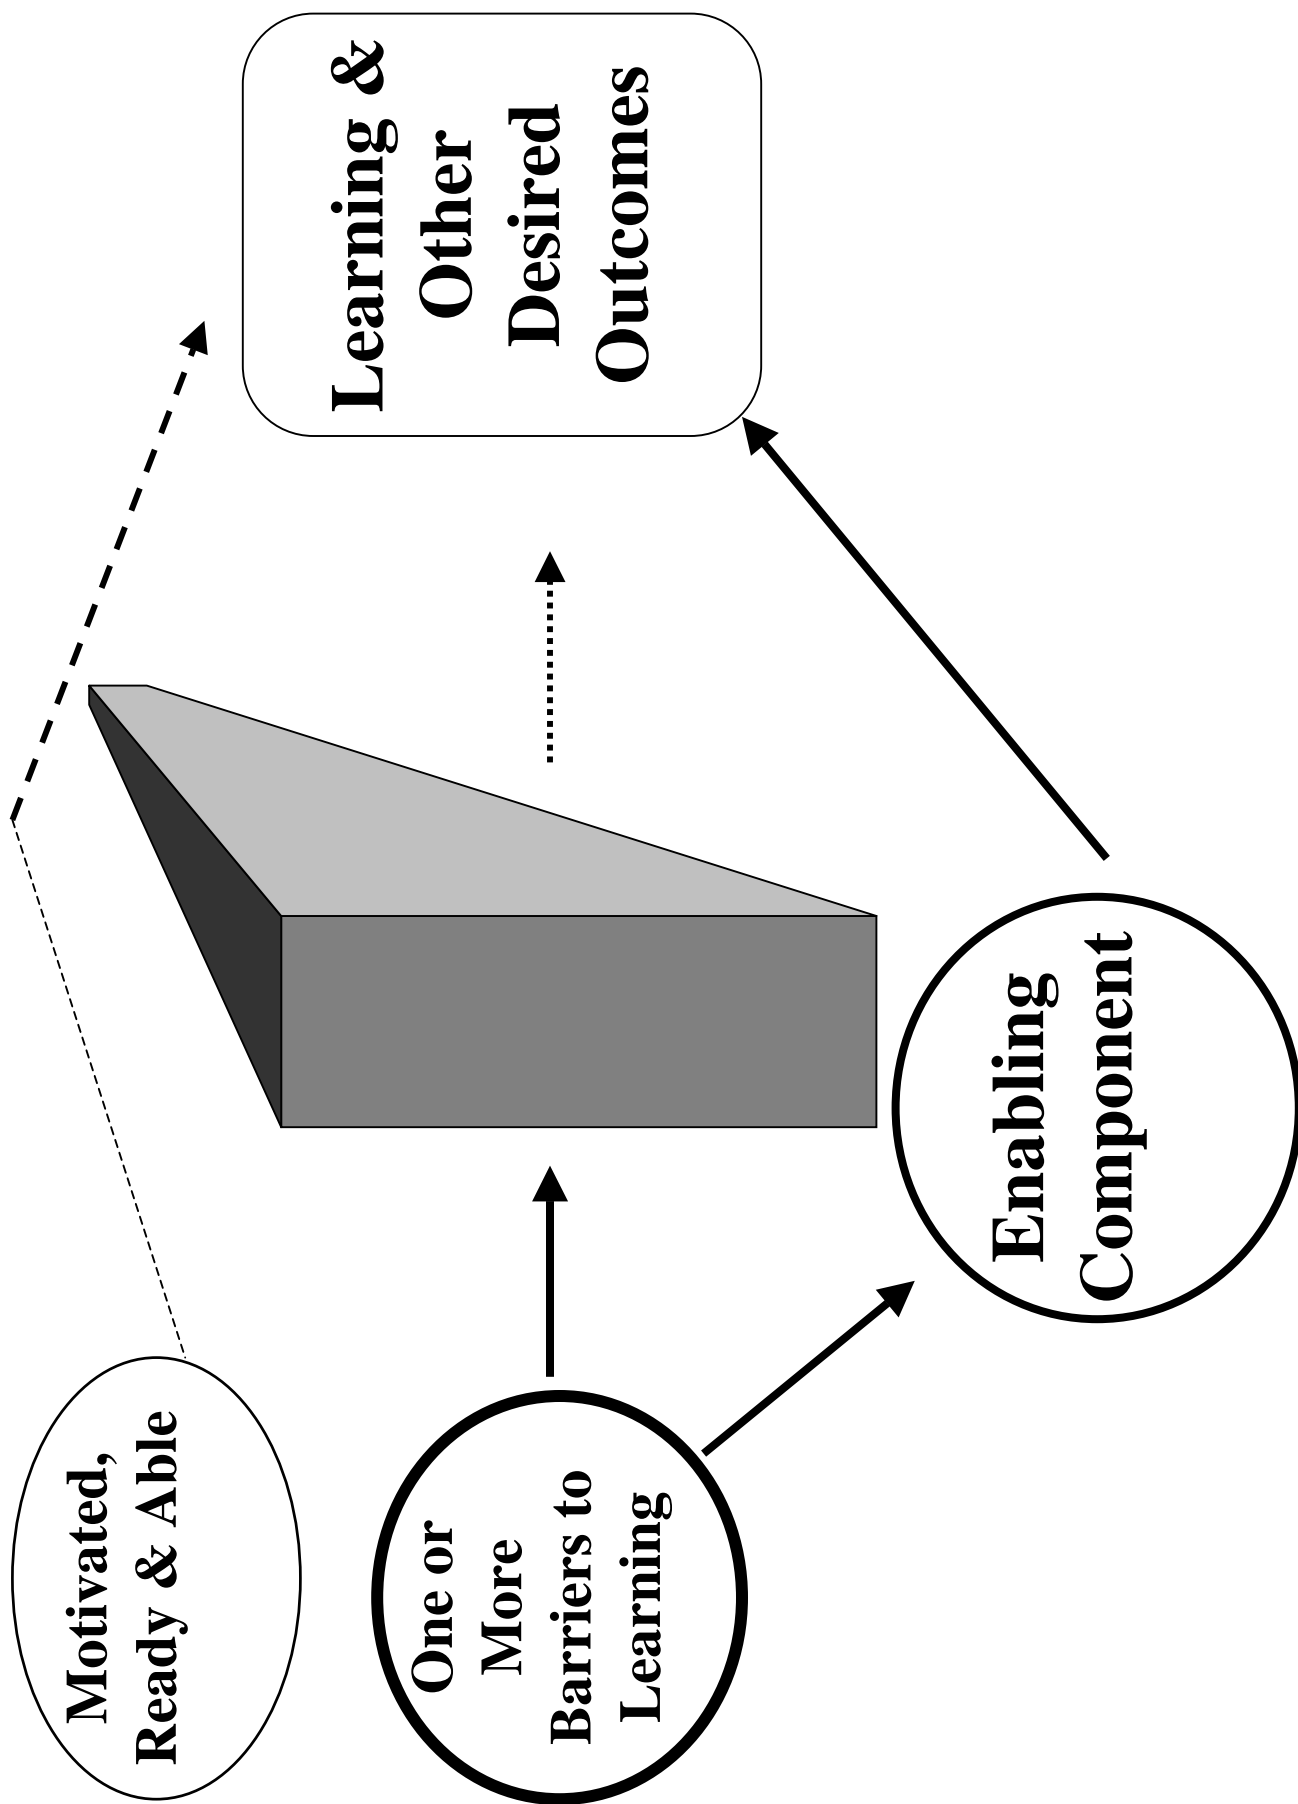 Motivated,
Ready & Able
One or
More
Barriers to
Learning
Enabling
Component
Learning &
Other
Desired
Outcomes